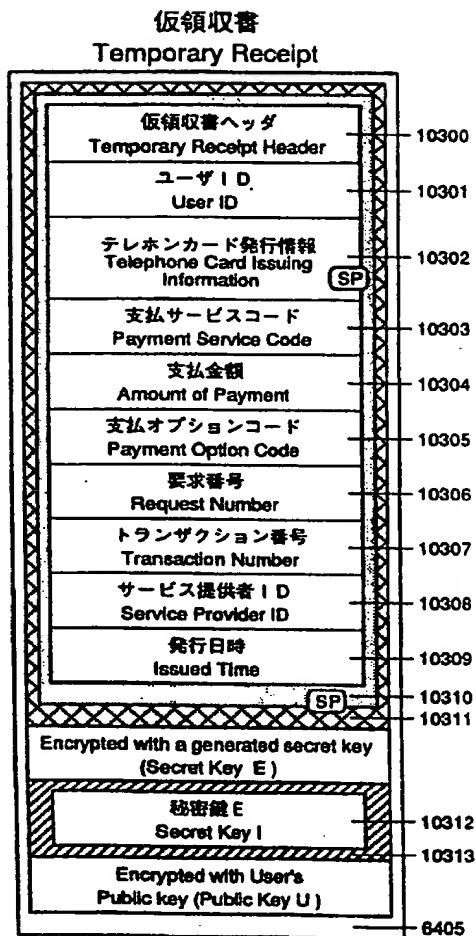 仮領収書
Temporary Receipt
仮領収書ヘッダ
Temporary Receipt Header
10300
ユーザID
User ID
10301
テレホンカード発行情報
Telephone Card Issuing
Information
SP
10302
支払サービスコード
Payment Service Code
10303
支払金額
Amount of Payment
10304
支払オプションコード
Payment Option Code
10305
要求番号
Request Number
10306
トランザクション番号
Transaction Number
10307
サービス提供者ID
Service Provider ID
10308
発行日時
Issued Time
10309
SP
10310
10311
Encrypted with a generated secret key
(Secret Key E)
秘密鍵E
Secret Key I
10312
10313
Encrypted with User's
Public key (Public Key U)
6405